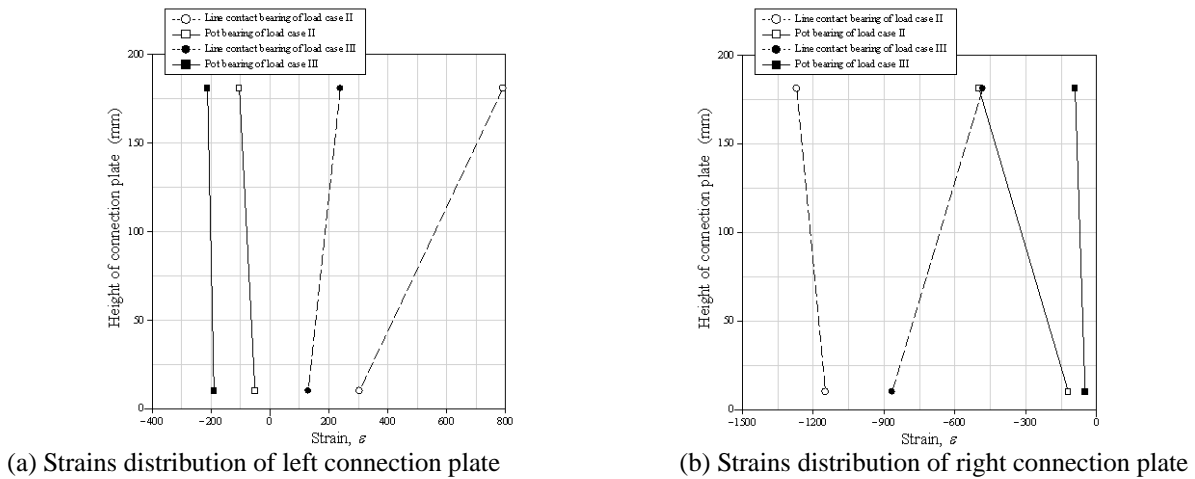 Line contact bearing of load case II
Pot bearing of load case II
Line contact bearing of load case III
Pot bearing of load case III
200
150
100
50
0
Height of connection plate (mm)
−400
−200
0
200
400
600
800
Strain, ε
(a) Strains distribution of left connection plate
Line contact bearing of load case II
Pot bearing of load case II
Line contact bearing of load case III
Pot bearing of load case III
200
150
100
50
0
Height of connection plate (mm)
−1500
−1200
−900
−600
−300
−0
Strain, ε
(b) Strains distribution of right connection plate